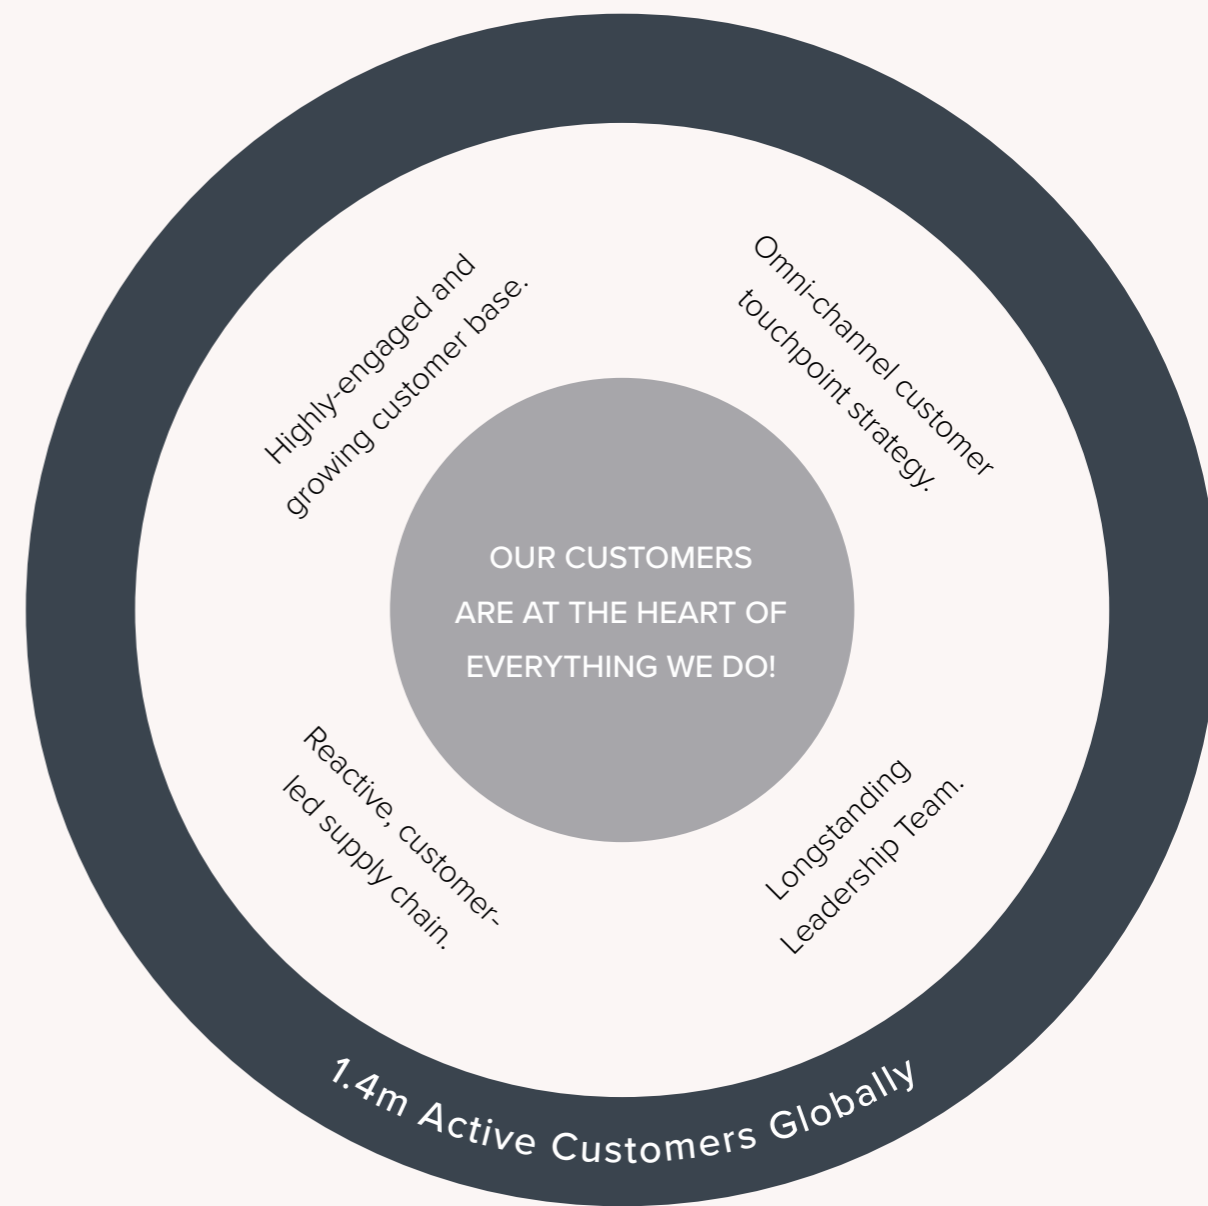 Highly-engaged and
growing customer base.
Omni-channel customer
touchpoint strategy.
OUR CUSTOMERS
ARE AT THE HEART OF
EVERYTHING WE DO!
Reactive, customer-
led supply chain.
Longstanding
Leadership Team.
1.4m Active Customers Globally